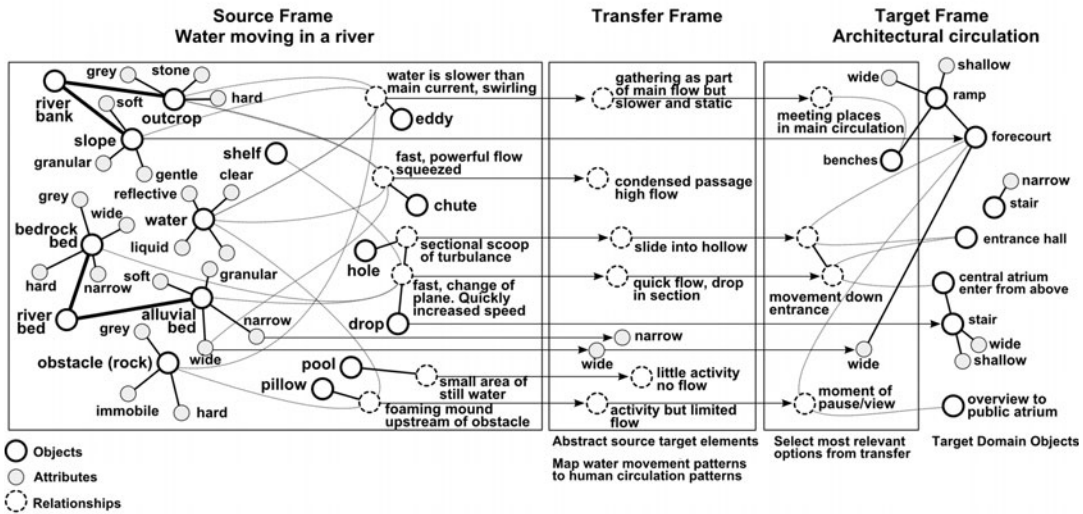 Source Frame
Water moving in a river
Transfer Frame
Target Frame
Architectural circulation
grey
stone
river
bank
soft
outcrop
hard
slope
granular
gentle
shelf
reflective
clear
grey
wide
water
bedrock
bed
liquid
hard
narrow
soft
granular
river
bed
alluvial
bed
narrow
grey
wide
obstacle (rock)
immobile
hard
water is slower than
main current, swirling
eddy
fast, powerful flow
squeezed
chute
hole
sectional scoop
of turbulance
fast, change of
plane. Quickly
increased speed
drop
pool
pillow
small area of
still water
foaming mound
upstream of obstacle
gathering as part
of main flow but
slower and static
condensed passage
high flow
slide into hollow
quick flow, drop
in section
narrow
wide
little activity
no flow
activity but limited
flow
wide
shallow
ramp
meeting places
in main circulation
forecourt
benches
narrow
stair
entrance hall
movement down
entrance
central atrium
enter from above
stair
wide
wide
shallow
moment of
pause/view
overview to
public atrium
Objects
Attributes
Relationships
Abstract source target elements
Map water movement patterns
to human circulation patterns
Select most relevant
options from transfer
Target Domain Objects